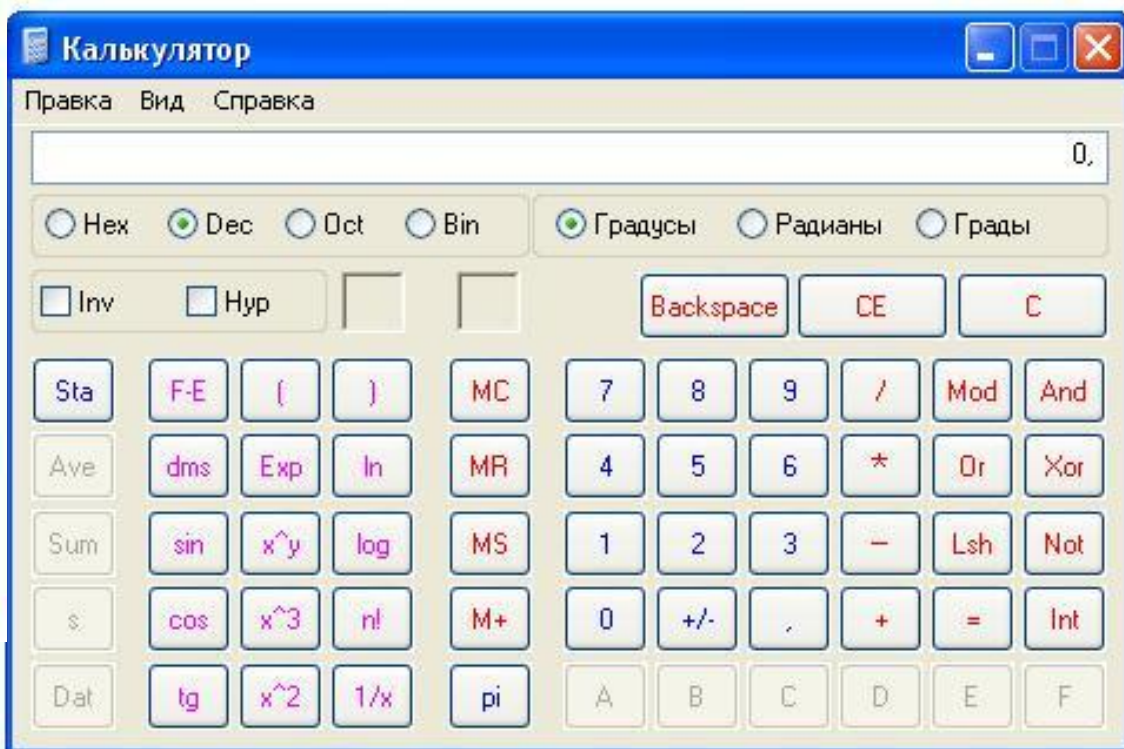 Калькулятор
Правка Вид Справка
0,
Hex Dec Oct Bin Градусы Радианы Грады
Inv Hyp Backspace CE C
Sta F-E ( ) MC 7 8 9 / Mod And
Ave dms Exp ln MR 4 5 6 * Or Xor
Sum sin x^y log MS 1 2 3 - Lsh Not
s cos x^3 n! M+ 0 +/- , + = Int
Dat tg x^2 1/x pi A B C D E F